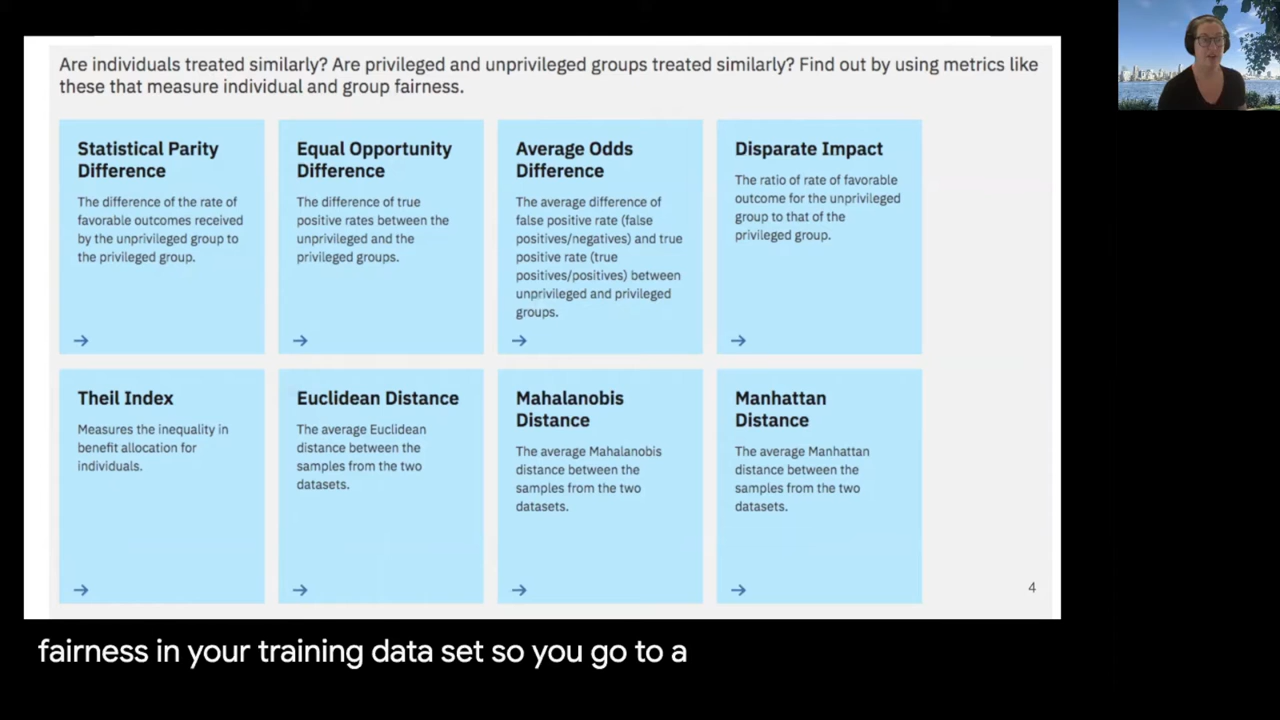 Are individuals treated similarly? Are privileged and unprivileged groups treated similarly? Find out by using metrics like
these that measure individual and group fairness.
Statistical Parity
Difference
The difference of the rate of
favorable outcomes received
by the unprivileged group to
the privileged group.
→
Equal Opportunity
Difference
The difference of true
positive rates between the
unprivileged and the
privileged groups.
→
Average Odds
Difference
The average difference of
false positive rate (false
positives/negatives) and true
positive rate (true
positives/positives) between
unprivileged and privileged
groups.
→
Disparate Impact
The ratio of rate of favorable
outcome for the unprivileged
group to that of the
privileged group.
→
Theil Index
Measures the inequality in
benefit allocation for
individuals.
→
Euclidean Distance
The average Euclidean
distance between the
samples from the two
datasets.
→
Mahalanobis
Distance
The average Mahalanobis
distance between the
samples from the two
datasets.
→
Manhattan
Distance
The average Manhattan
distance between the
samples from the two
datasets.
→
4
fairness in your training data set so you go to a